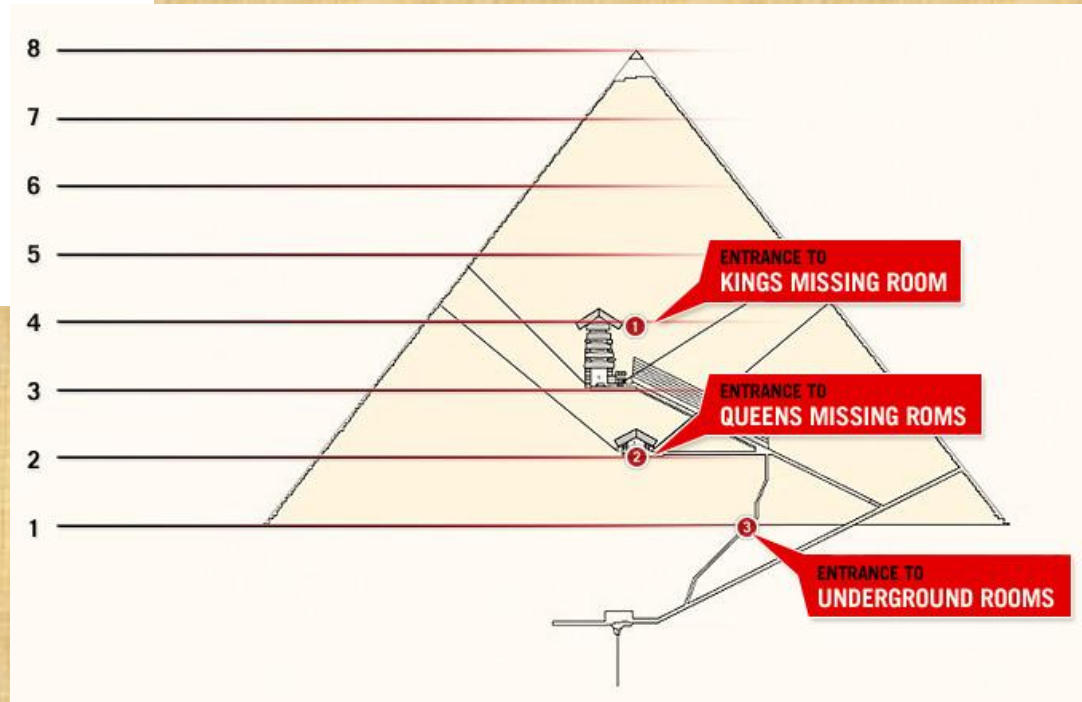 8
7
6
5
ENTRANCE TO
KINGS MISSING ROOM
4
1
3
ENTRANCE TO
QUEENS MISSING ROMS
2
2
1
3
ENTRANCE TO
UNDERGROUND ROOMS